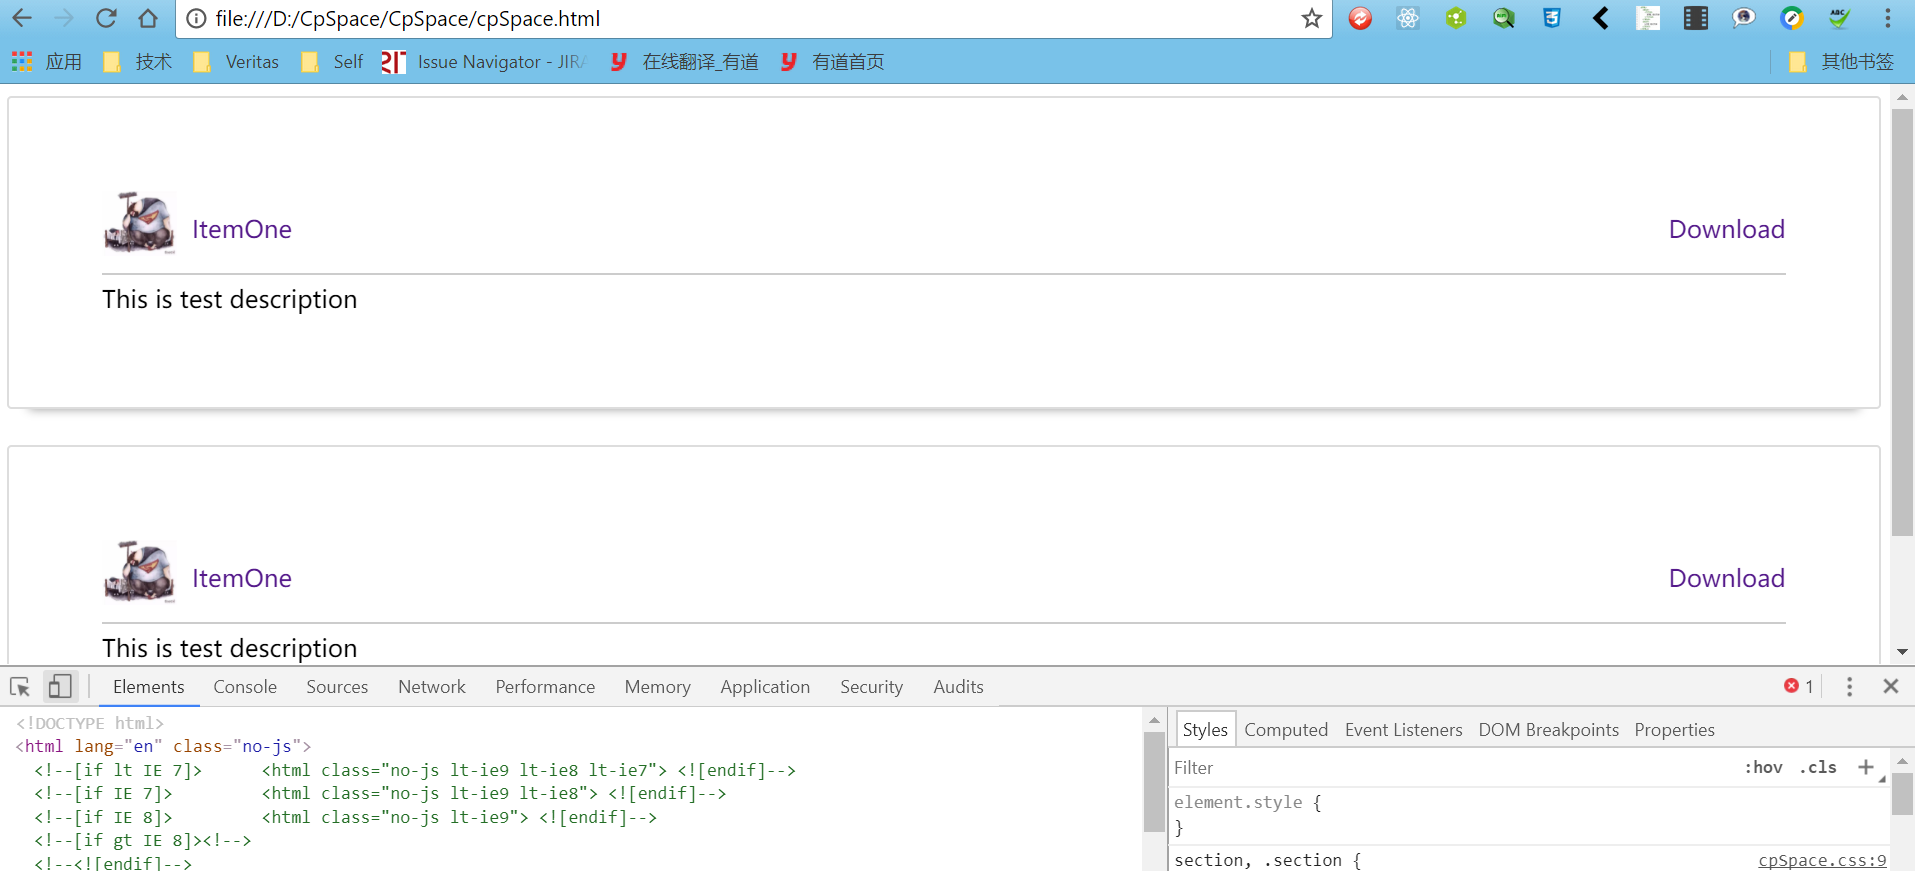 file:///D:/CpSpace/CpSpace/cpSpace.html
ABC
应用 技术 Veritas Self Issue Navigator - JIRA 在线翻译_有道 有道首页 其他书签
ItemOne Download
This is test description
ItemOne Download
This is test description
Elements Console Sources Network Performance Memory Application Security Audits 1
<!DOCTYPE html>
<html lang="en" class="no-js">
<!--[if lt IE 7]> <html class="no-js lt-ie9 lt-ie8 lt-ie7"> <![endif]-->
<!--[if IE 7]> <html class="no-js lt-ie9 lt-ie8"> <![endif]-->
<!--[if IE 8]> <html class="no-js lt-ie9"> <![endif]-->
<!--[if gt IE 8]><!-->
<!--<![endif]-->
Styles Computed Event Listeners DOM Breakpoints Properties
Filter :hov .cls +
element.style {
}
section, .section { cpSpace.css:9